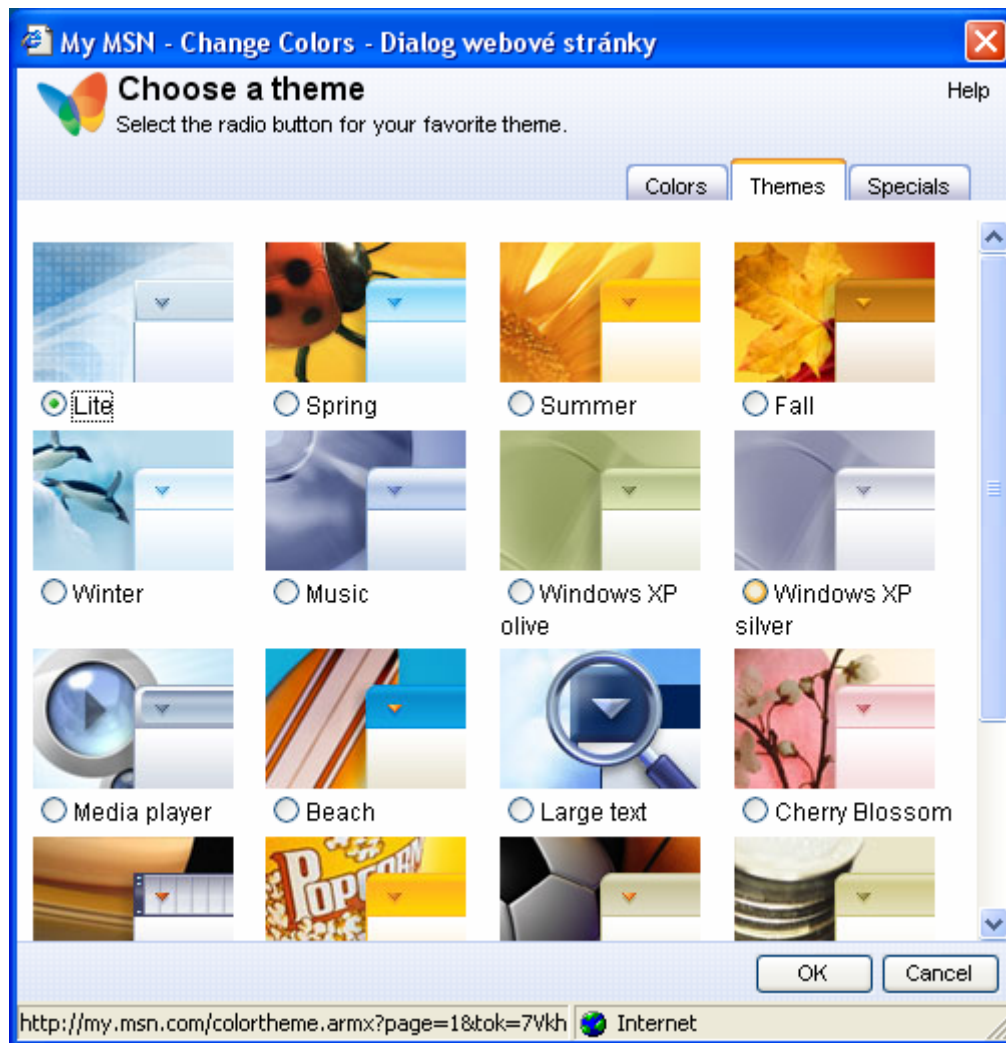 My MSN - Change Colors - Dialog webové stránky
Choose a theme
Help
Select the radio button for your favorite theme.
Colors Themes Specials
Lite Spring Summer Fall
Winter Music Windows XP olive Windows XP silver
Media player Beach Large text Cherry Blossom
POPCORN
OK Cancel
http://my.msn.com/colortheme.armx?page=1&tok=7Vkh Internet